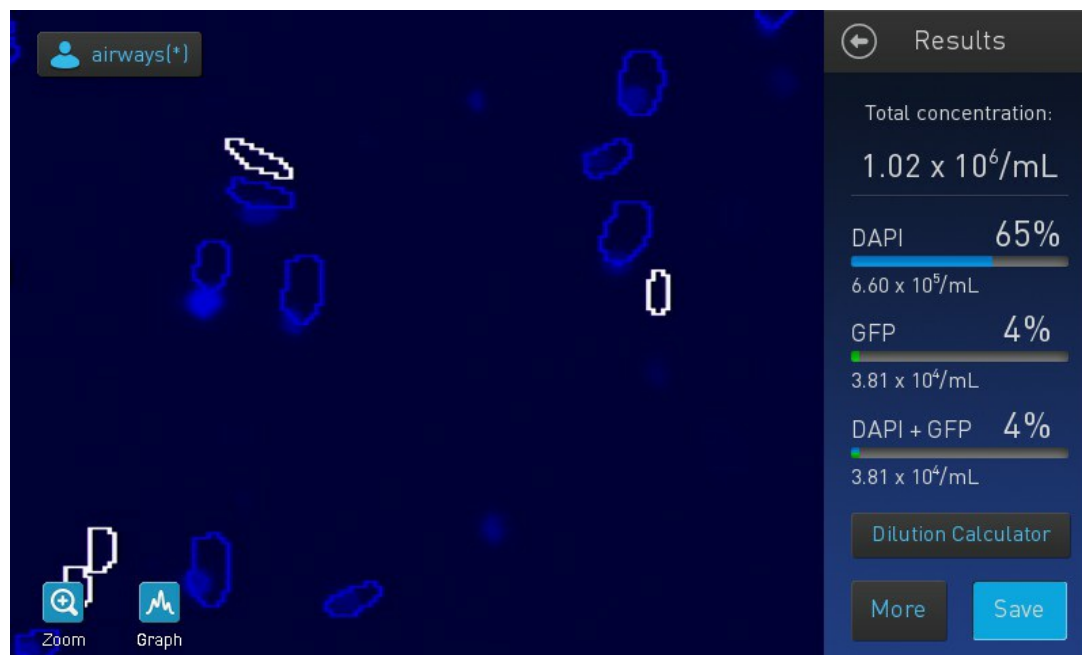 airways(*)
Results
Total concentration:
1.02 x 10⁶/mL
DAPI 65%
6.60 x 10⁵/mL
GFP 4%
3.81 x 10⁴/mL
DAPI + GFP 4%
3.81 x 10⁴/mL
Dilution Calculator
More Save
Zoom Graph